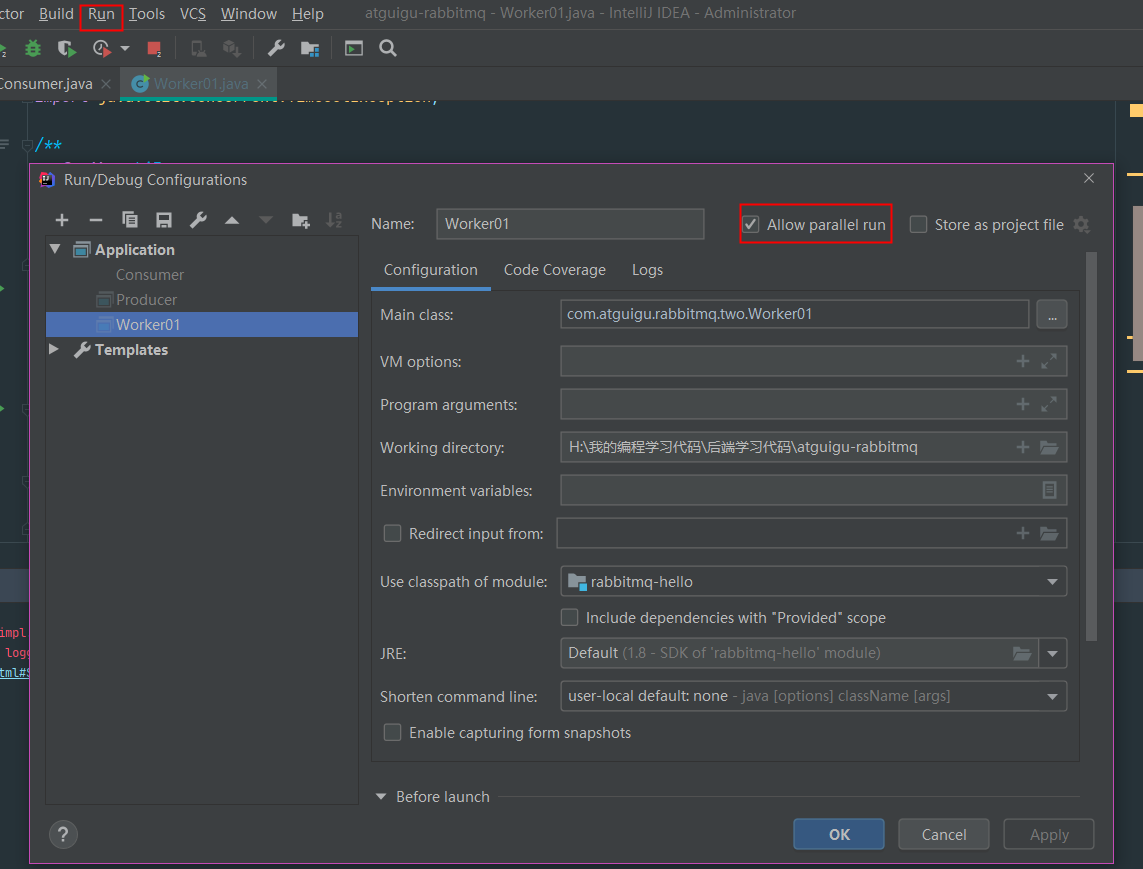 ctor Build Run Tools VCS Window Help atguigu-rabbitmq - Worker01.java - IntelliJ IDEA - Administrator
Consumer.java Worker01.java
/**
Run/Debug Configurations
Name: Worker01 Allow parallel run Store as project file
Application
Consumer
Producer
Worker01
Templates
Configuration Code Coverage Logs
Main class: com.atguigu.rabbitmq.two.Worker01 ...
VM options:
Program arguments:
Working directory: H:\我的编程学习代码\后端学习代码\atguigu-rabbitmq
Environment variables:
Redirect input from:
Use classpath of module: rabbitmq-hello
Include dependencies with "Provided" scope
JRE: Default (1.8 - SDK of 'rabbitmq-hello' module)
Shorten command line: user-local default: none - java [options] className [args]
Enable capturing form snapshots
Before launch
impl
logg
tml#S
? OK Cancel Apply